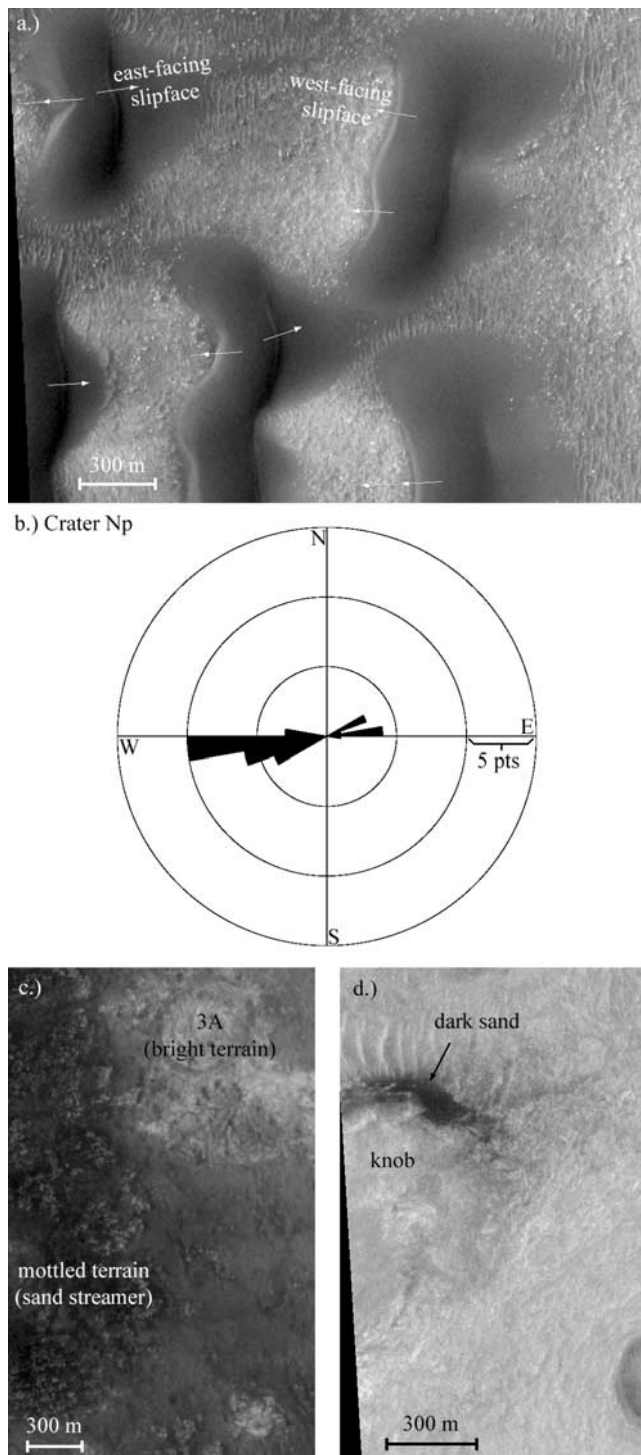 a.)
east-facing
slipface
west-facing
slipface
300 m
b.) Crater Np
N
W
E
5 pts
S
c.)
3A
(bright terrain)
mottled terrain
(sand streamer)
300 m
d.)
dark sand
knob
300 m